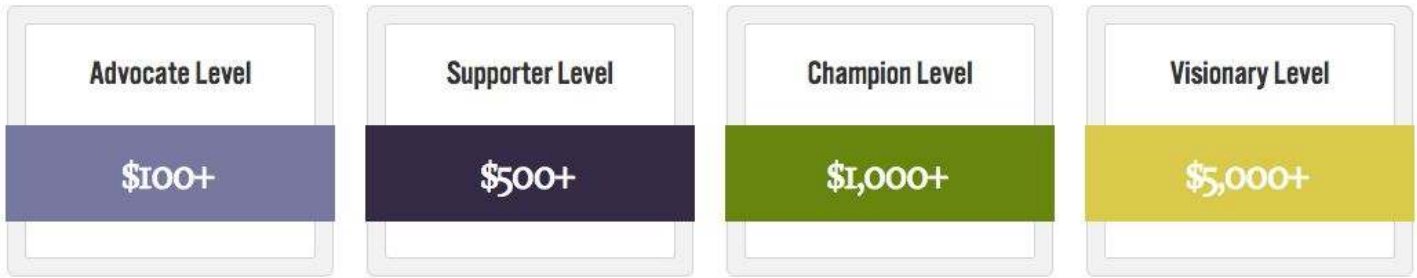 Advocate Level
$100+
Supporter Level
$500+
Champion Level
$1,000+
Visionary Level
$5,000+